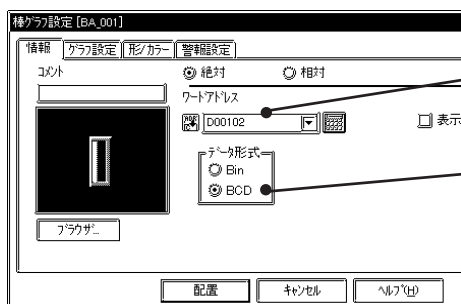 棒グラフ設定 [BA_001]
情報 グラフ設定 形/カラー 警報設定
コメント
絶対 相対
ワードアドレス
D00102
表示
データ形式
Bin
BCD
ブラウザ...
配置 キャンセル ヘルプ(H)